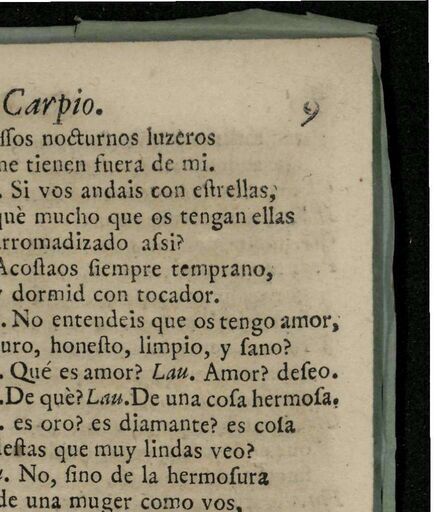 Carpio. 9
ſſos nocturnos luzeros
me tienen fuera de mi.
. Si vos andais con eſtrellas,
què mucho que os tengan ellas
arromadizado aſsi?
Acoſtaos ſiempre temprano,
y dormid con tocador.
. No entendeis que os tengo amor,
uro, honeſto, limpio, y ſano?
. Qué es amor? Lau. Amor? deſeo.
. De què? Lau. De una coſa hermoſa.
. es oro? es diamante? es coſa
deſtas que muy lindas veo?
. No, ſino de la hermoſura
de una muger como vos,